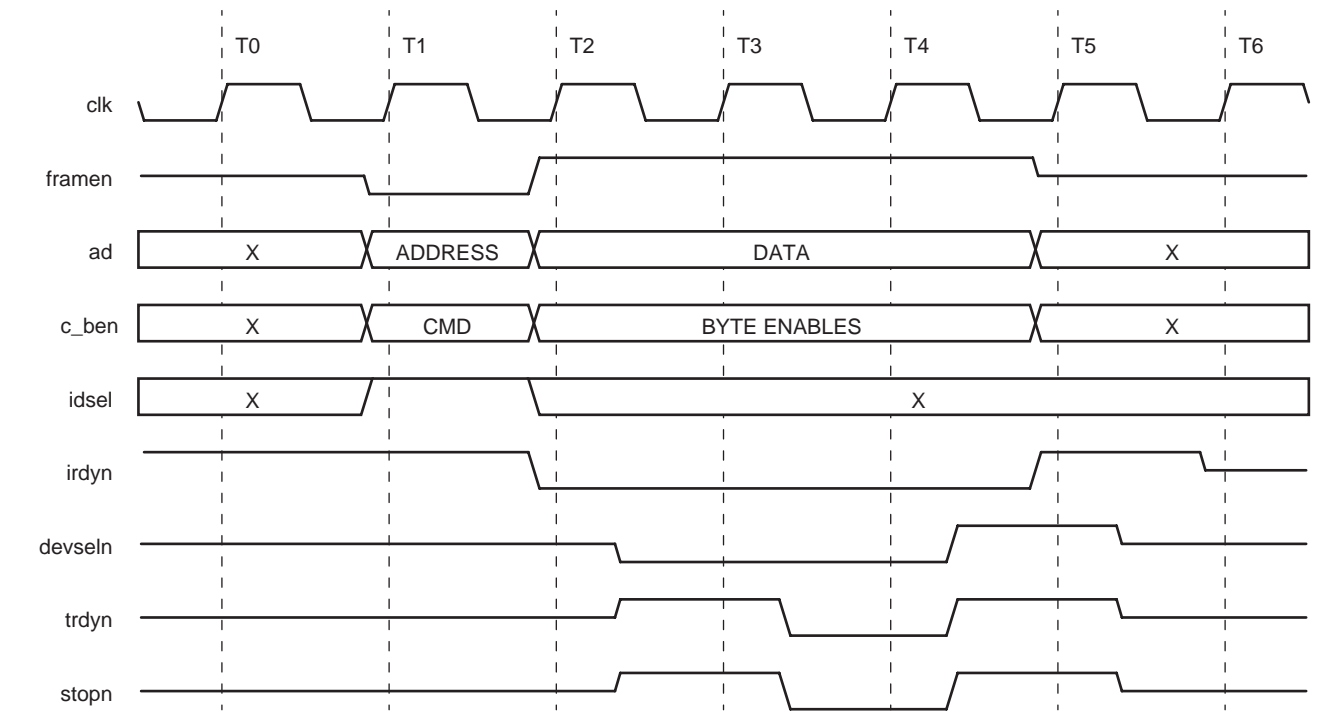 T0 T1 T2 T3 T4 T5 T6
clk
framen
ad X ADDRESS DATA X
c_ben X CMD BYTE ENABLES X
idsel X X
irdyn
devseln
trdyn
stopn